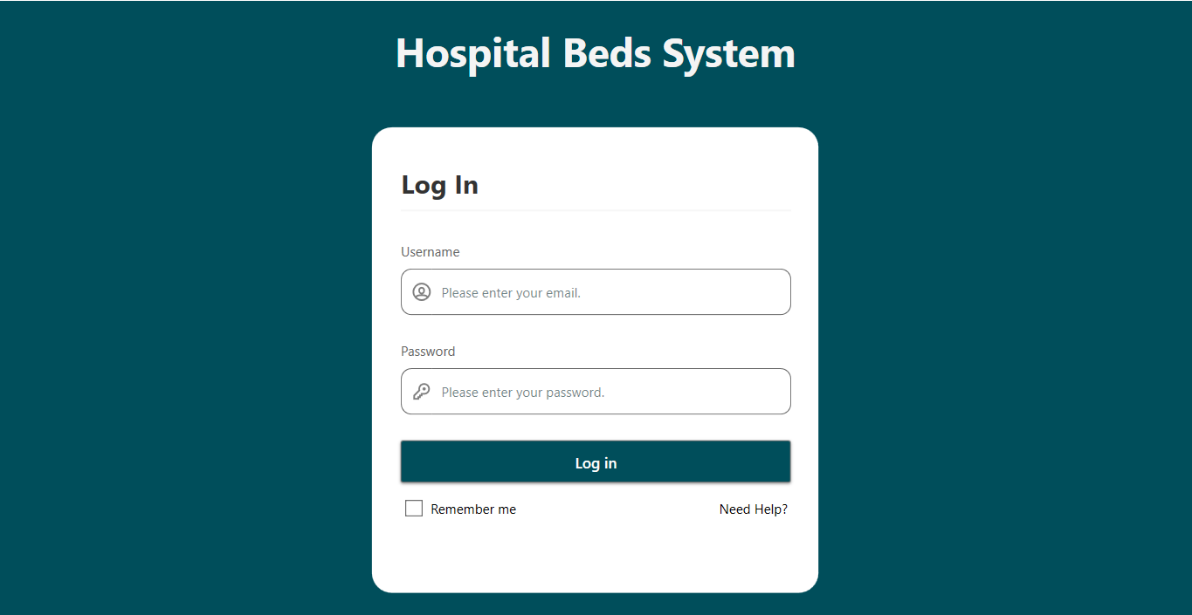 Hospital Beds System
Log In
Username
Please enter your email.
Password
Please enter your password.
Log in
Remember me
Need Help?